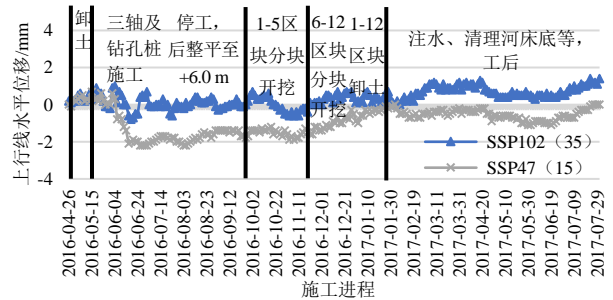 卸
土
三轴及
钻孔桩
施工
停工，
后整平至
+6.0 m
1-5区
块分块
开挖
6-12
区块
分块
开挖
1-12
区块
卸土
注水、清理河床底等，
工后
上行线水平位移/mm
4
2
0
-2
-4
SSP102（35）
SSP47（15）
2016-04-26
2016-05-15
2016-06-04
2016-06-24
2016-07-14
2016-08-03
2016-08-23
2016-09-12
2016-10-02
2016-10-22
2016-11-11
2016-12-01
2016-12-21
2017-01-10
2017-01-30
2017-02-19
2017-03-11
2017-03-31
2017-04-20
2017-05-10
2017-05-30
2017-06-19
2017-07-09
2017-07-29
施工进程